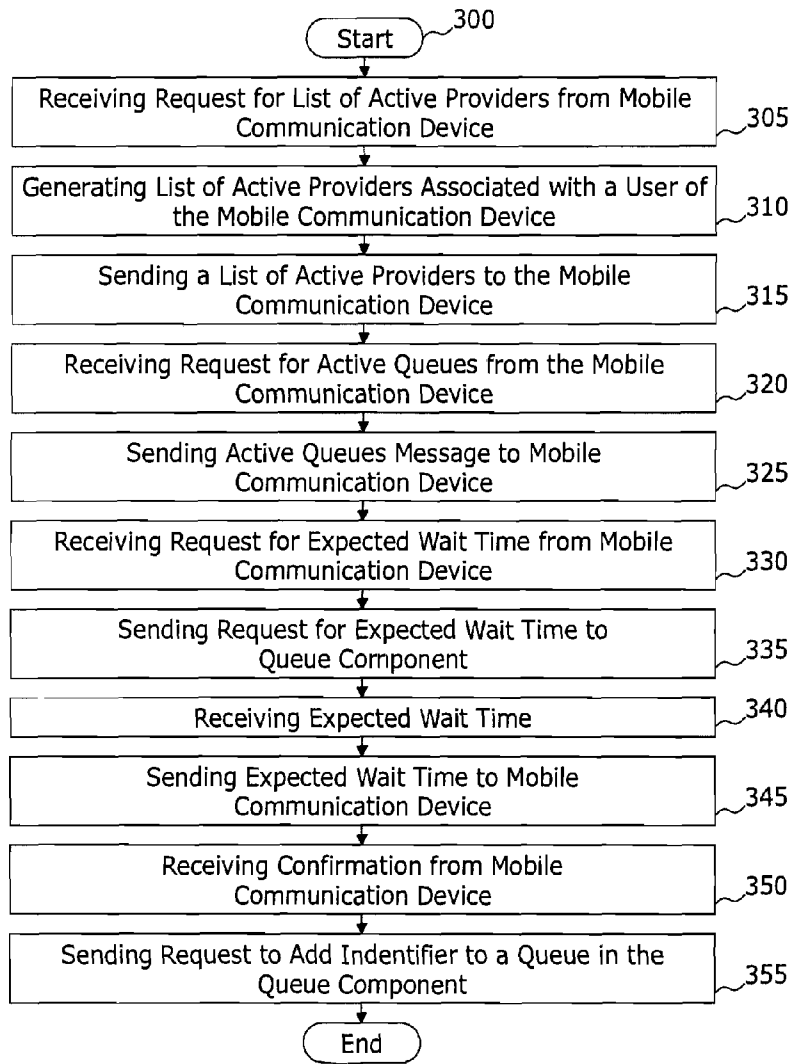 Start
300
Receiving Request for List of Active Providers from Mobile
Communication Device
305
Generating List of Active Providers Associated with a User of
the Mobile Communication Device
310
Sending a List of Active Providers to the Mobile
Communication Device
315
Receiving Request for Active Queues from the Mobile
Communication Device
320
Sending Active Queues Message to Mobile
Communication Device
325
Receiving Request for Expected Wait Time from Mobile
Communication Device
330
Sending Request for Expected Wait Time to
Queue Component
335
Receiving Expected Wait Time
340
Sending Expected Wait Time to Mobile
Communication Device
345
Receiving Confirmation from Mobile
Communication Device
350
Sending Request to Add Indentifier to a Queue in the
Queue Component
355
End